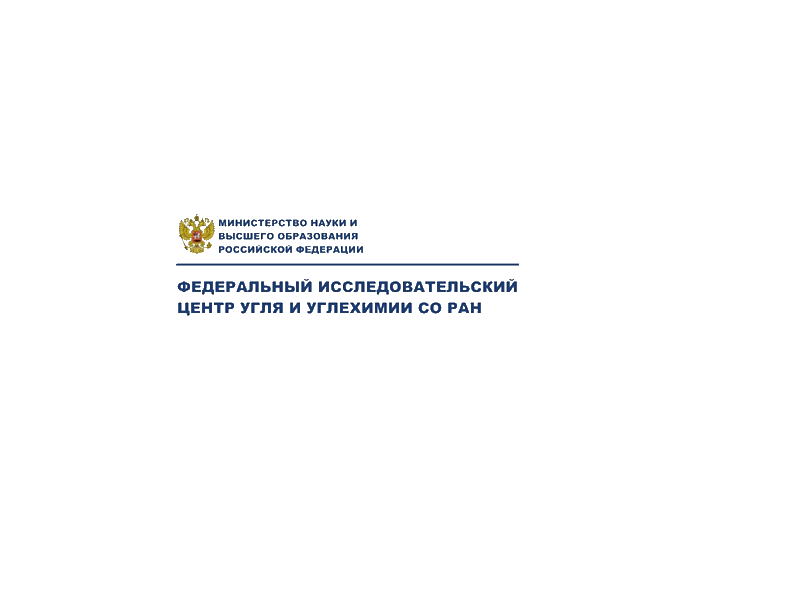 МИНИСТЕРСТВО НАУКИ И
ВЫСШЕГО ОБРАЗОВАНИЯ
РОССИЙСКОЙ ФЕДЕРАЦИИ
ФЕДЕРАЛЬНЫЙ ИССЛЕДОВАТЕЛЬСКИЙ
ЦЕНТР УГЛЯ И УГЛЕХИМИИ СО РАН